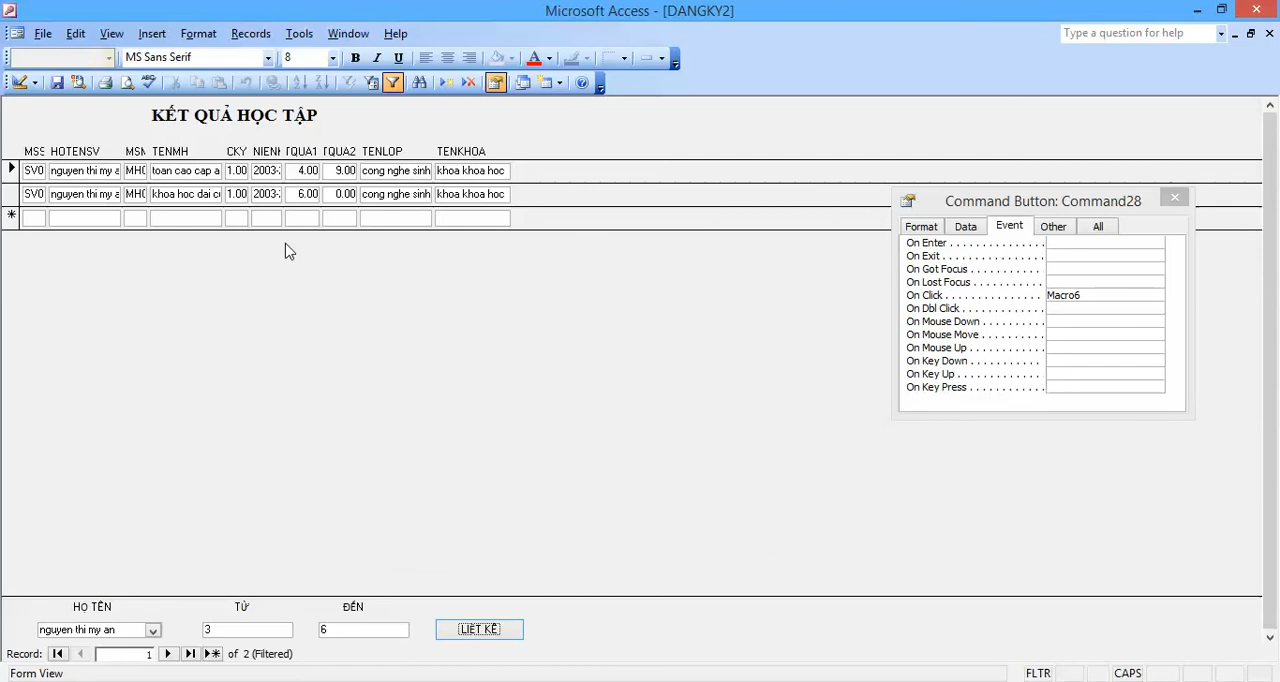 Microsoft Access - [DANGKY2]
File Edit View Insert Format Records Tools Window Help
Type a question for help
MS Sans Serif 8 B I U A
KẾT QUẢ HỌC TẬP
MSS HOTENSV MSM TENMH CKY NIENH TQUA1 TQUA2 TENLOP TENKHOA
SV0 nguyen thi my a MH0 toan cao cap a 1.00 2003-2 4.00 9.00 cong nghe sinh khoa khoa hoc
SV0 nguyen thi my a MH0 khoa hoc dai cu 1.00 2003-2 6.00 0.00 cong nghe sinh khoa khoa hoc
Command Button: Command28
Format Data Event Other All
On Enter
On Exit
On Got Focus
On Lost Focus
On Click Macro6
On Dbl Click
On Mouse Down
On Mouse Move
On Mouse Up
On Key Down
On Key Up
On Key Press
HỌ TÊN TỪ ĐẾN
nguyen thi my an 3 6 LIỆT KÊ
Record: 1 of 2 (Filtered)
Form View FLTR CAPS